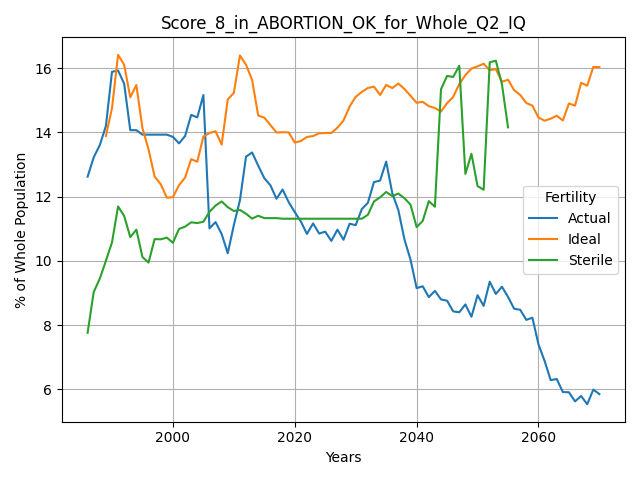 Score_8_in_ABORTION_OK_for_Whole_Q2_IQ
% of Whole Population
16
14
12
10
8
6
Fertility
Actual
Ideal
Sterile
2000
2020
2040
2060
Years